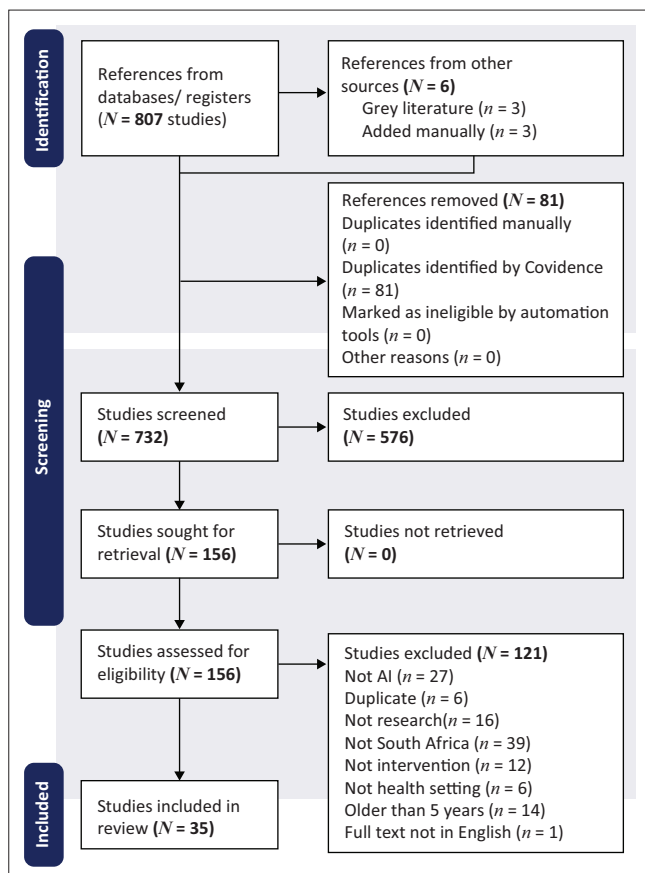 Identification
References from
databases/ registers
(N = 807 studies)
References from other
sources (N = 6)
Grey literature (n = 3)
Added manually (n = 3)
References removed (N = 81)
Duplicates identified manually
(n = 0)
Duplicates identified by Covidence
(n = 81)
Marked as ineligible by automation
tools (n = 0)
Other reasons (n = 0)
Screening
Studies screened
(N = 732)
Studies excluded
(N = 576)
Studies sought for
retrieval (N = 156)
Studies not retrieved
(N = 0)
Studies assessed for
eligibility (N = 156)
Studies excluded (N = 121)
Not AI (n = 27)
Duplicate (n = 6)
Not research(n = 16)
Not South Africa (n = 39)
Not intervention (n = 12)
Not health setting (n = 6)
Older than 5 years (n = 14)
Full text not in English (n = 1)
Included
Studies included in
review (N = 35)